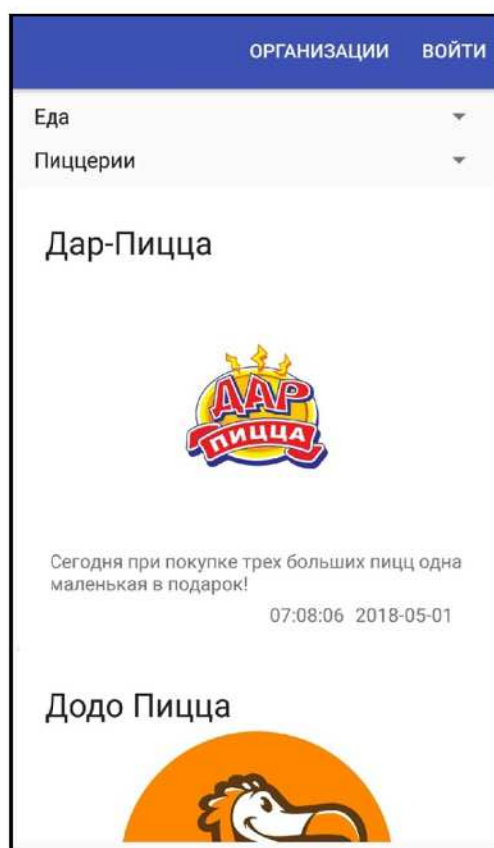 ОРГАНИЗАЦИИ ВОЙТИ
Еда
Пиццерии
Дар-Пицца
ДАР
ПИЦЦА
Сегодня при покупке трех больших пицц одна
маленькая в подарок!
07:08:06 2018-05-01
Додо Пицца